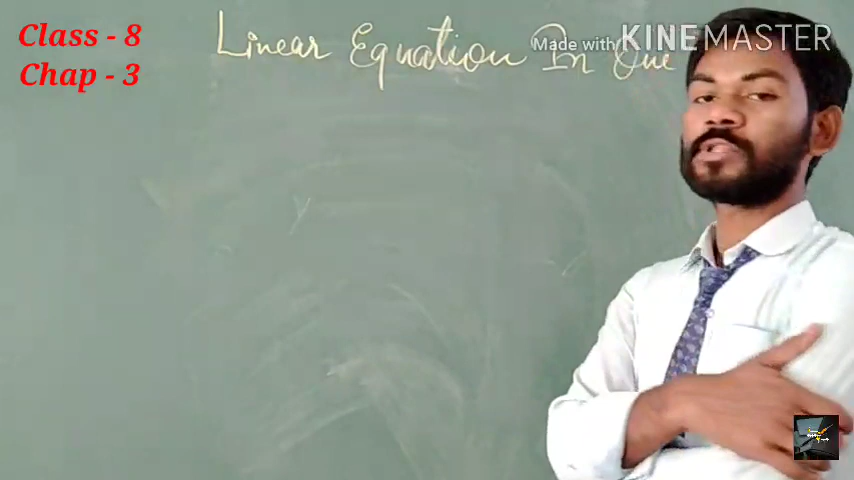 Class - 8
Chap - 3
Linear Equation In One
Made with KINEMASTER